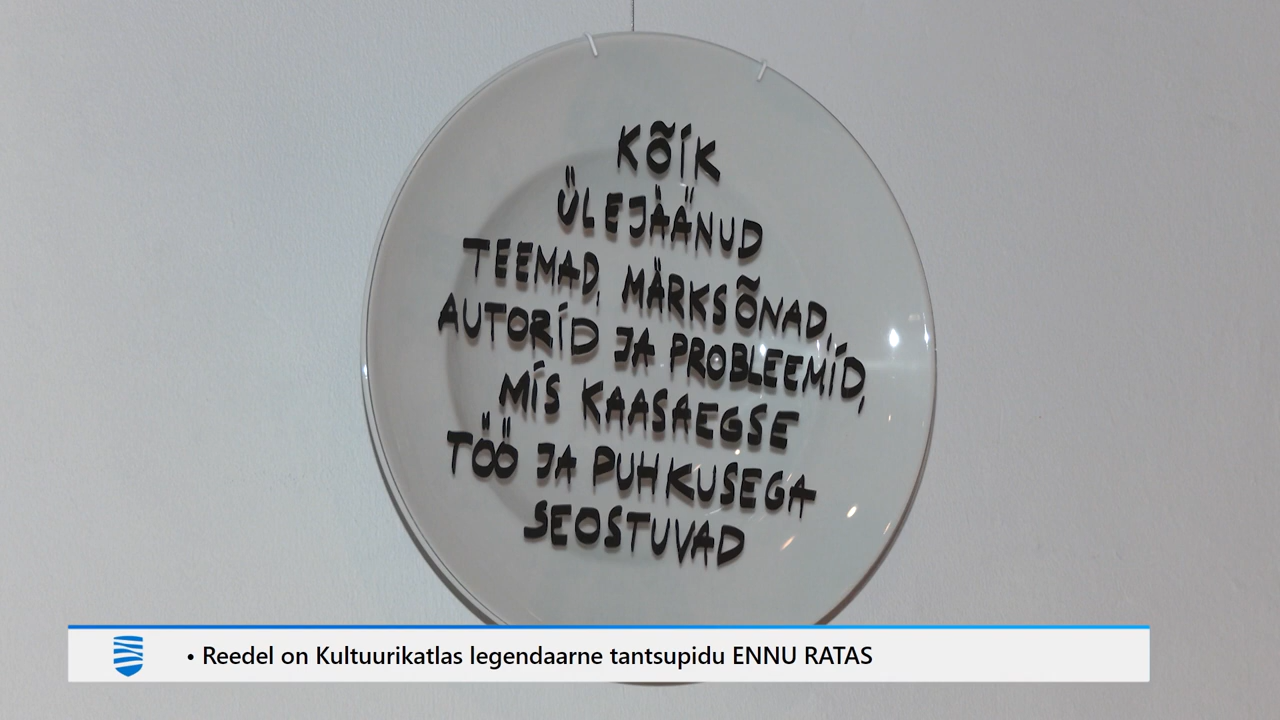 KÕIK
ÜLEJÄÄNUD
TEEMAD, MÄRKSÕNAD,
AUTORID JA PROBLEEMID,
MIS KAASAEGSE
TÖÖ JA PUHKUSEGA
SEOSTUVAD
• Reedel on Kultuurikatlas legendaarne tantsupidu ENNU RATAS